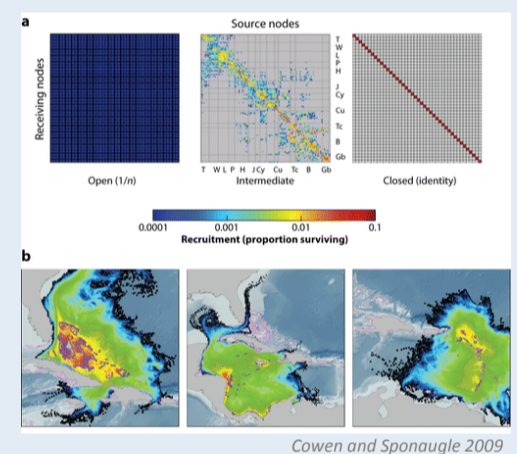 a
Source nodes
Receiving nodes
T
W
L
P
H
J
Cy
Cu
Tc
B
Gb
T W L P H J Cy Cu Tc B Gb
Open (1/n)
Intermediate
Closed (identity)
0.0001 0.001 0.01 0.1
Recruitment (proportion surviving)
b
Cowen and Sponaugle 2009